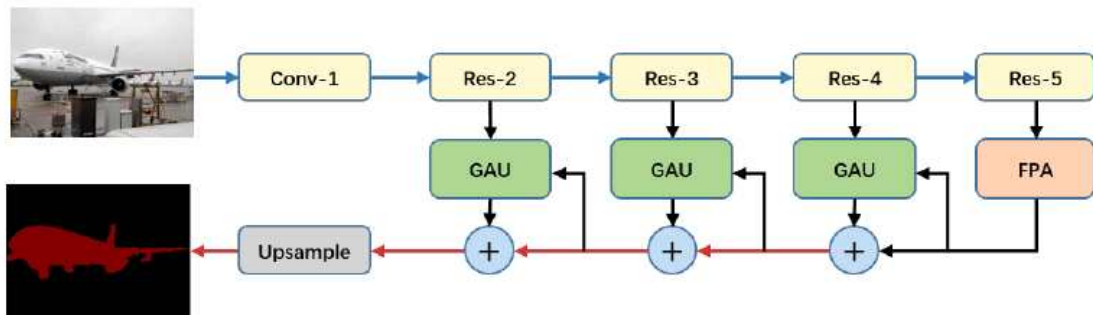 Conv-1
Res-2
Res-3
Res-4
Res-5
GAU
GAU
GAU
FPA
Upsample
+
+
+